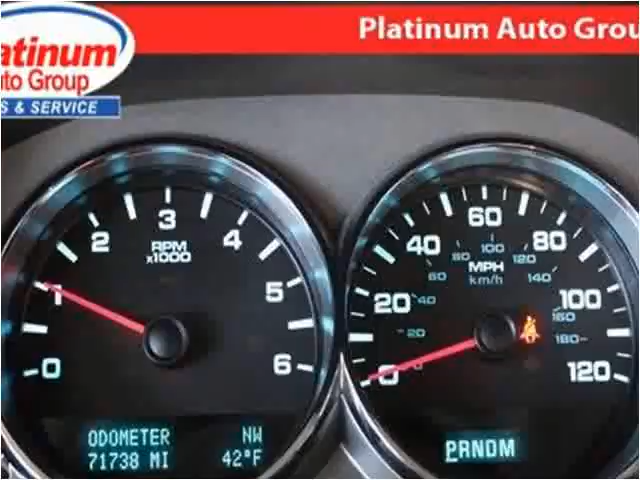 Platinum Auto Grou
latinum
to Group
& SERVICE
RPM
x1000
0
1
2
3
4
5
6
ODOMETER NW
71738 MI 42°F
0
20
40
60
80
100
120
MPH
km/h
20
40
60
80
100
120
140
160
180
PRNDM